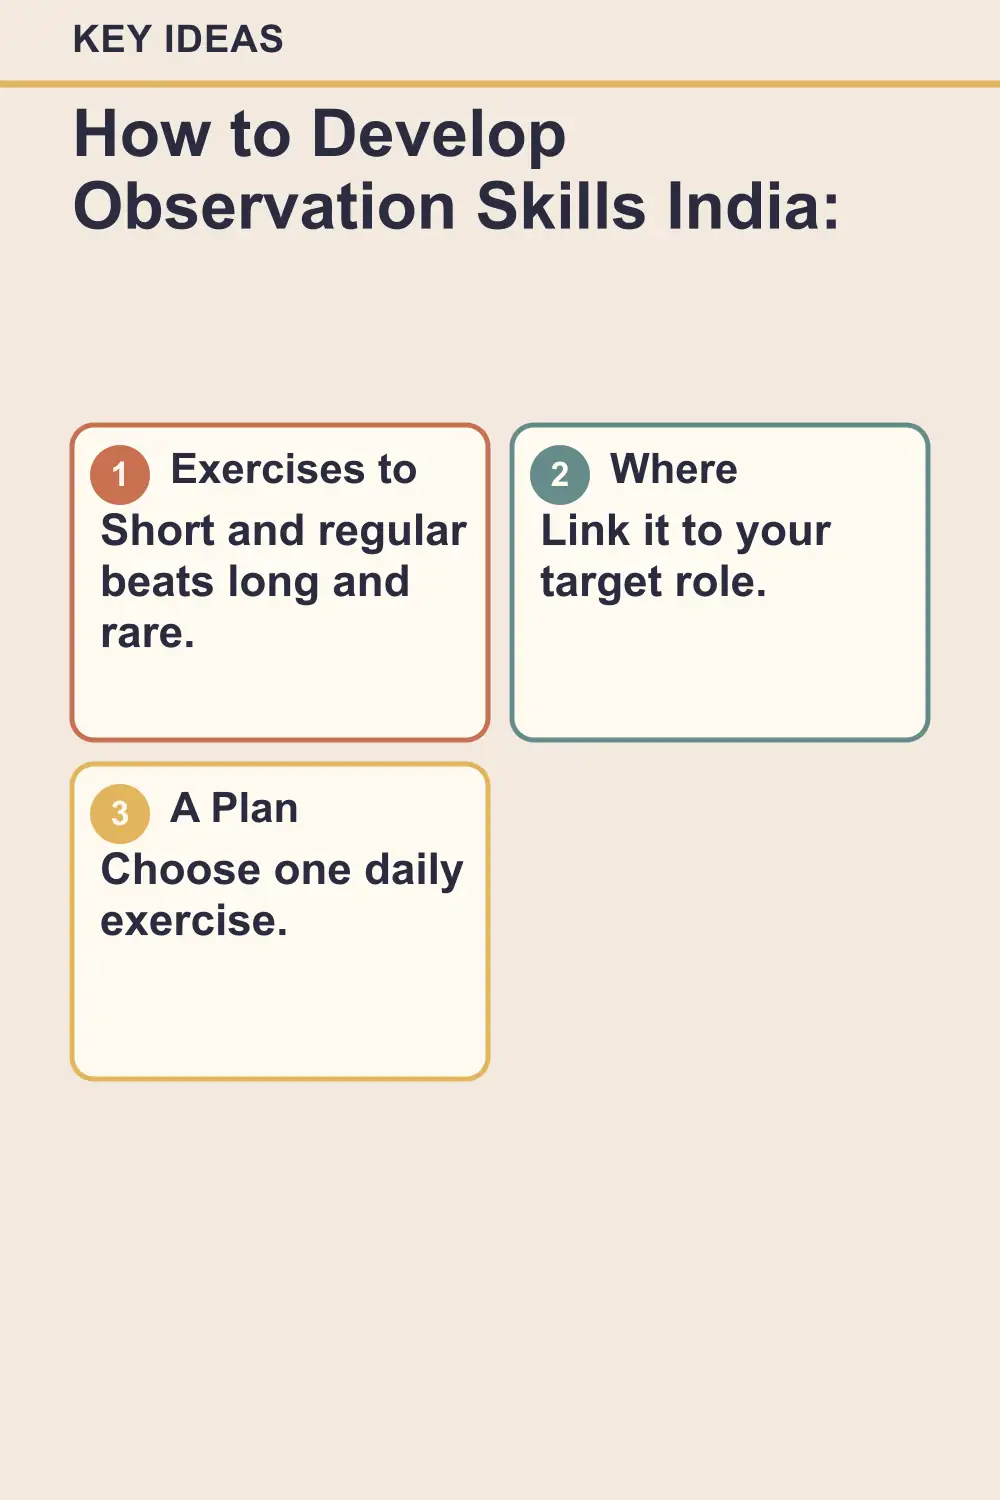 KEY IDEAS
How to Develop
Observation Skills India:
1 Exercises to
Short and regular
beats long and
rare.
2 Where
Link it to your
target role.
3 A Plan
Choose one daily
exercise.